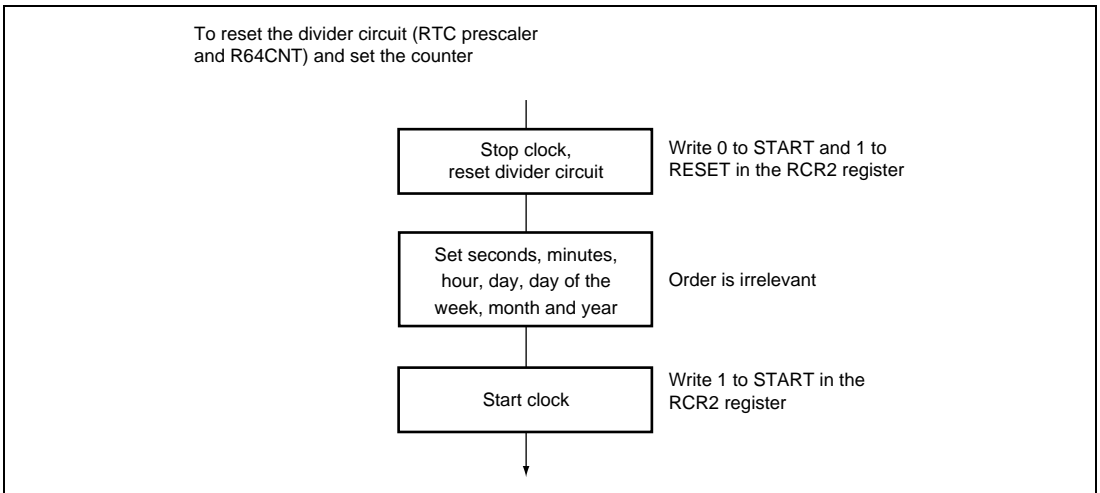 To reset the divider circuit (RTC prescaler
and R64CNT) and set the counter
Stop clock,
reset divider circuit
Write 0 to START and 1 to
RESET in the RCR2 register
Set seconds, minutes,
hour, day, day of the
week, month and year
Order is irrelevant
Start clock
Write 1 to START in the
RCR2 register